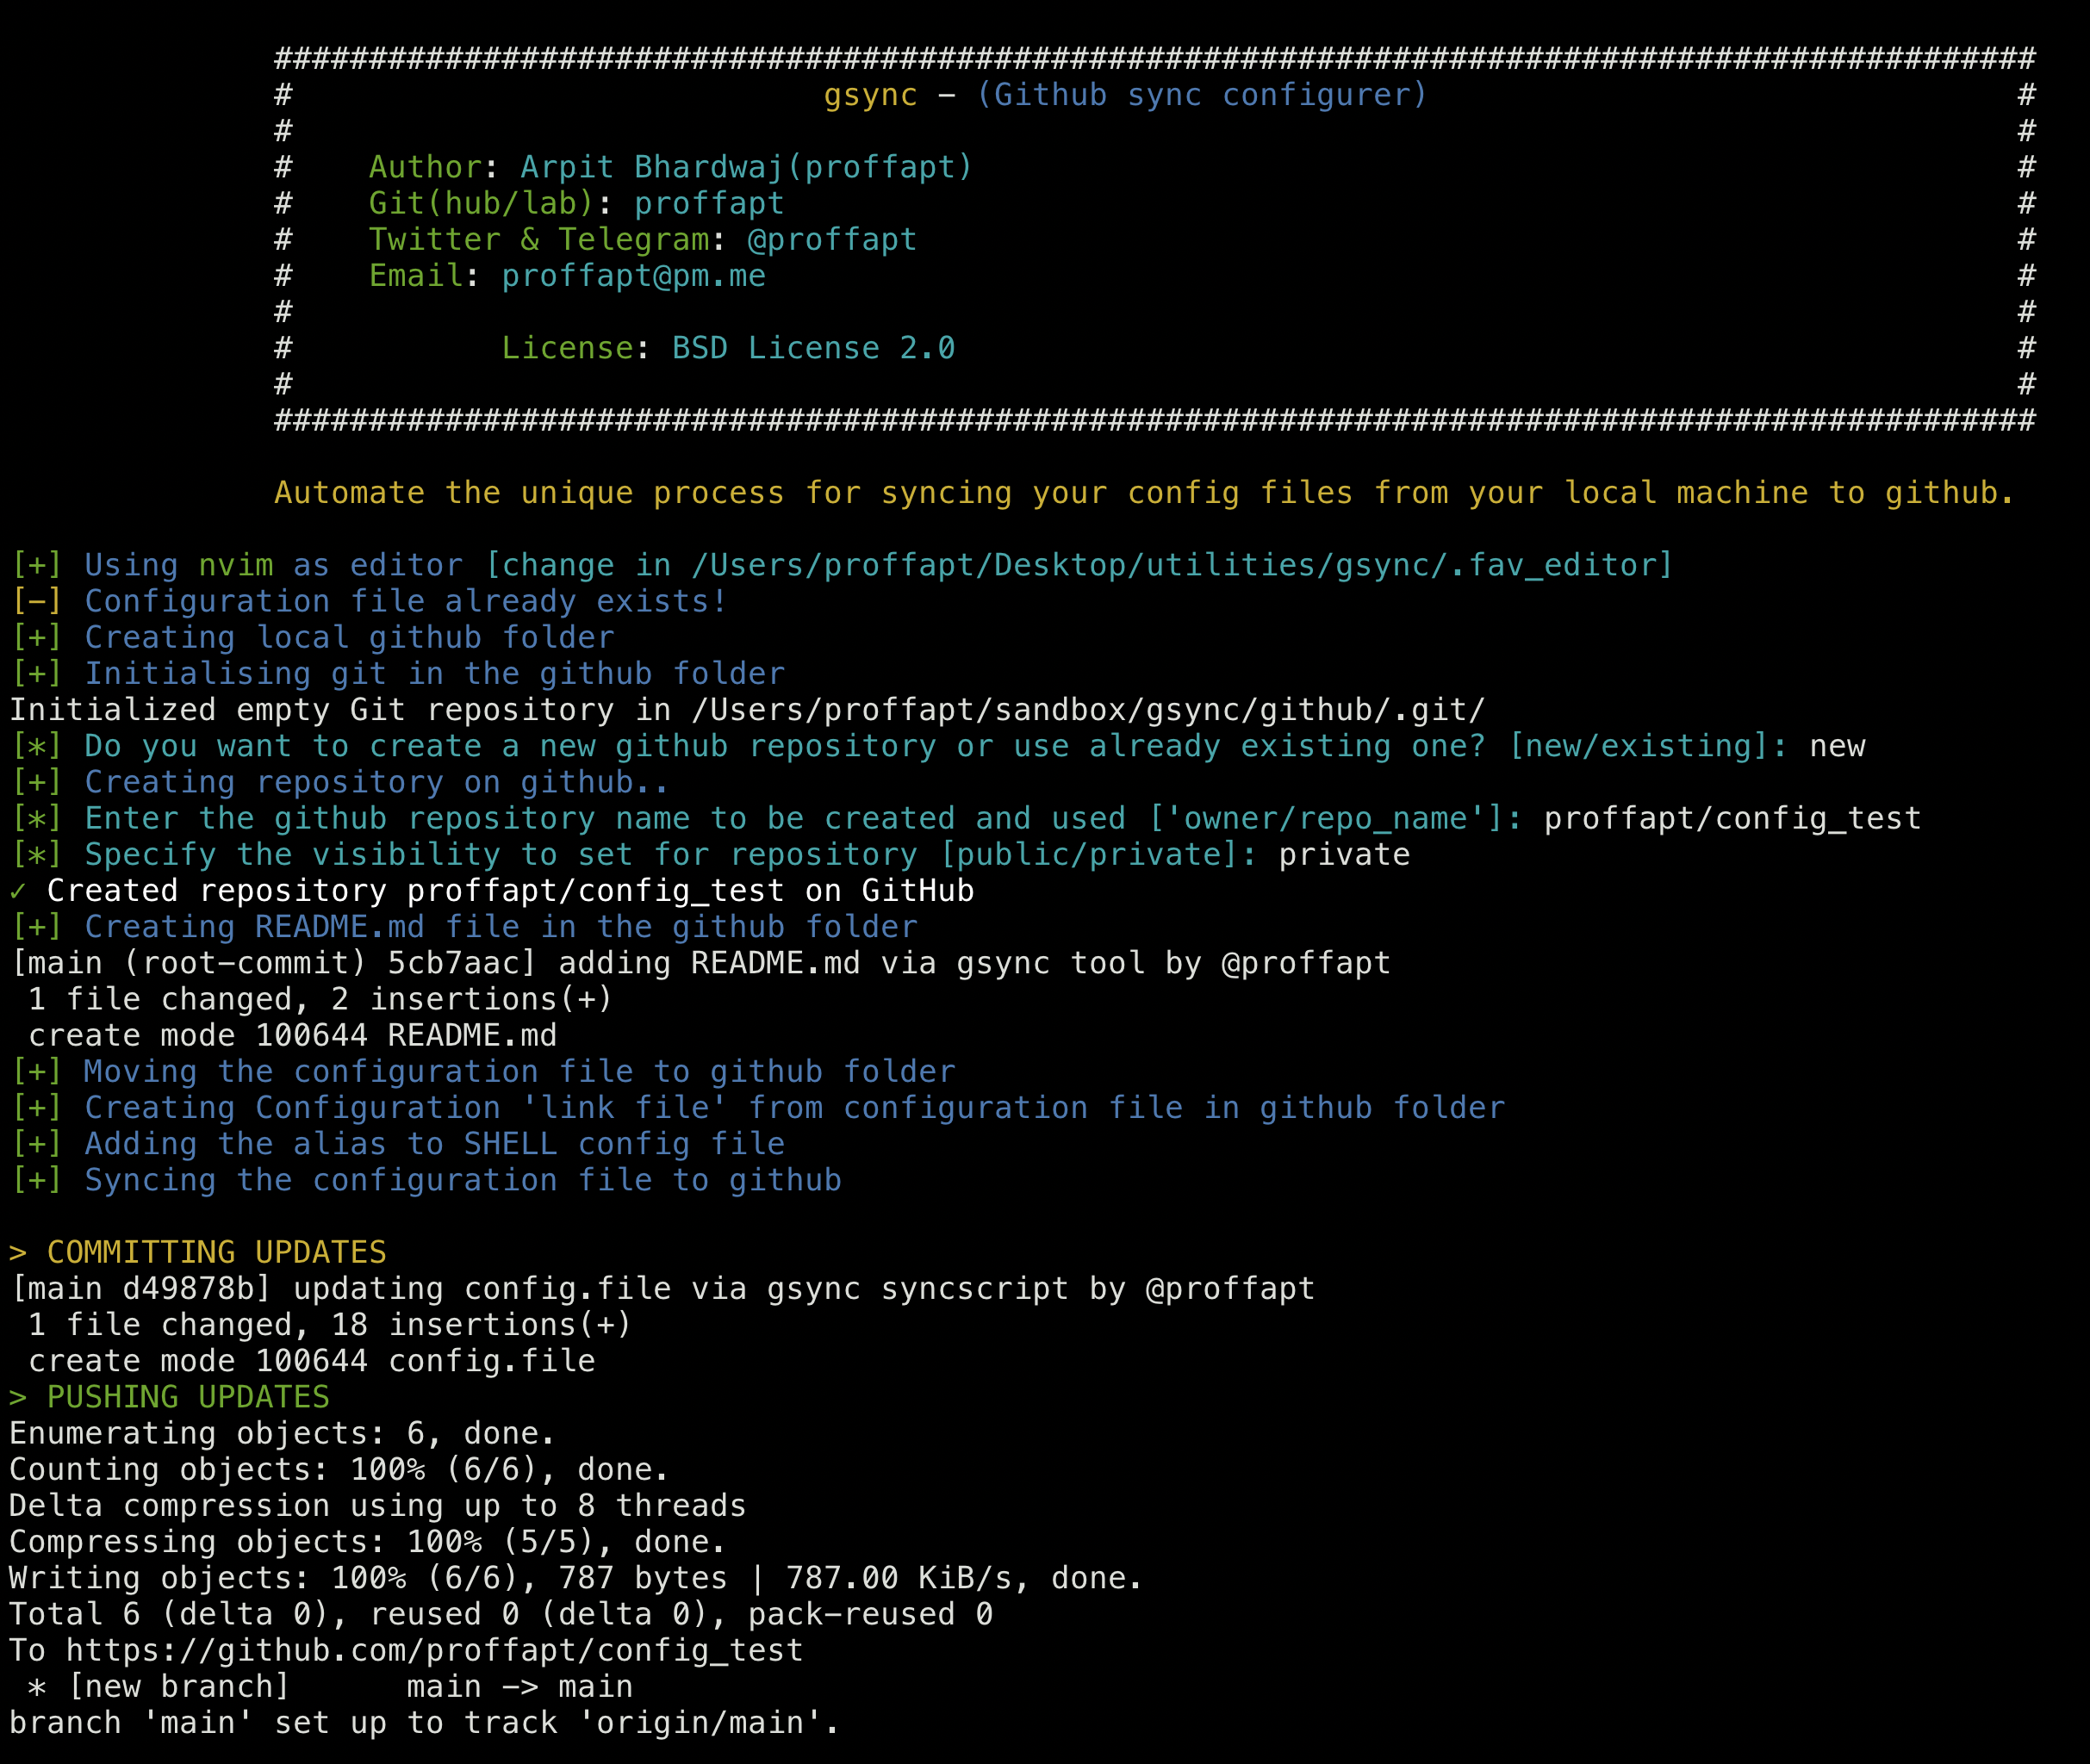 #############################################################################################
# gsync - (Github sync configurer) #
# #
# Author: Arpit Bhardwaj(proffapt) #
# Git(hub/lab): proffapt #
# Twitter & Telegram: @proffapt #
# Email: proffapt@pm.me #
# #
# License: BSD License 2.0 #
# #
#############################################################################################
Automate the unique process for syncing your config files from your local machine to github.
[+] Using nvim as editor [change in /Users/proffapt/Desktop/utilities/gsync/.fav_editor]
[-] Configuration file already exists!
[+] Creating local github folder
[+] Initialising git in the github folder
Initialized empty Git repository in /Users/proffapt/sandbox/gsync/github/.git/
[*] Do you want to create a new github repository or use already existing one? [new/existing]: new
[+] Creating repository on github..
[*] Enter the github repository name to be created and used ['owner/repo_name']: proffapt/config_test
[*] Specify the visibility to set for repository [public/private]: private
✓ Created repository proffapt/config_test on GitHub
[+] Creating README.md file in the github folder
[main (root-commit) 5cb7aac] adding README.md via gsync tool by @proffapt
 1 file changed, 2 insertions(+)
 create mode 100644 README.md
[+] Moving the configuration file to github folder
[+] Creating Configuration 'link file' from configuration file in github folder
[+] Adding the alias to SHELL config file
[+] Syncing the configuration file to github
> COMMITTING UPDATES
[main d49878b] updating config.file via gsync syncscript by @proffapt
 1 file changed, 18 insertions(+)
 create mode 100644 config.file
> PUSHING UPDATES
Enumerating objects: 6, done.
Counting objects: 100% (6/6), done.
Delta compression using up to 8 threads
Compressing objects: 100% (5/5), done.
Writing objects: 100% (6/6), 787 bytes | 787.00 KiB/s, done.
Total 6 (delta 0), reused 0 (delta 0), pack-reused 0
To https://github.com/proffapt/config_test
 * [new branch]      main -> main
branch 'main' set up to track 'origin/main'.